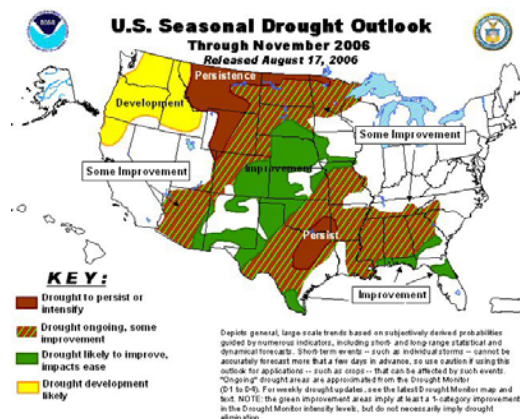 U.S. Seasonal Drought Outlook
Through November 2006
Released August 17, 2006
Persistence
Development
Some Improvement
Some Improvement
Improvement
Persist
Improvement
KEY:
Drought to persist or
intensify
Drought ongoing, some
improvement
Drought likely to improve,
impacts ease
Drought development
likely
Depicts general, large-scale trends based on subjectively derived probabilities
guided by numerous indicators, including short- and long-range statistical and
dynamical forecasts. Short-term events -- such as individual storms -- cannot be
accurately forecast more that a few days in advance, so use caution if using this
outlook for applications -- such as crops -- that can be affected by such events.
"Ongoing" drought areas are approximated from the Drought Monitor
(D1 to D4). For weekly drought updates, see the latest Drought Monitor map and
text. NOTE: the green improvement areas imply at least a 1-category improvement
in the Drought Monitor intensity levels, but do not necessarily imply drought
elimination.